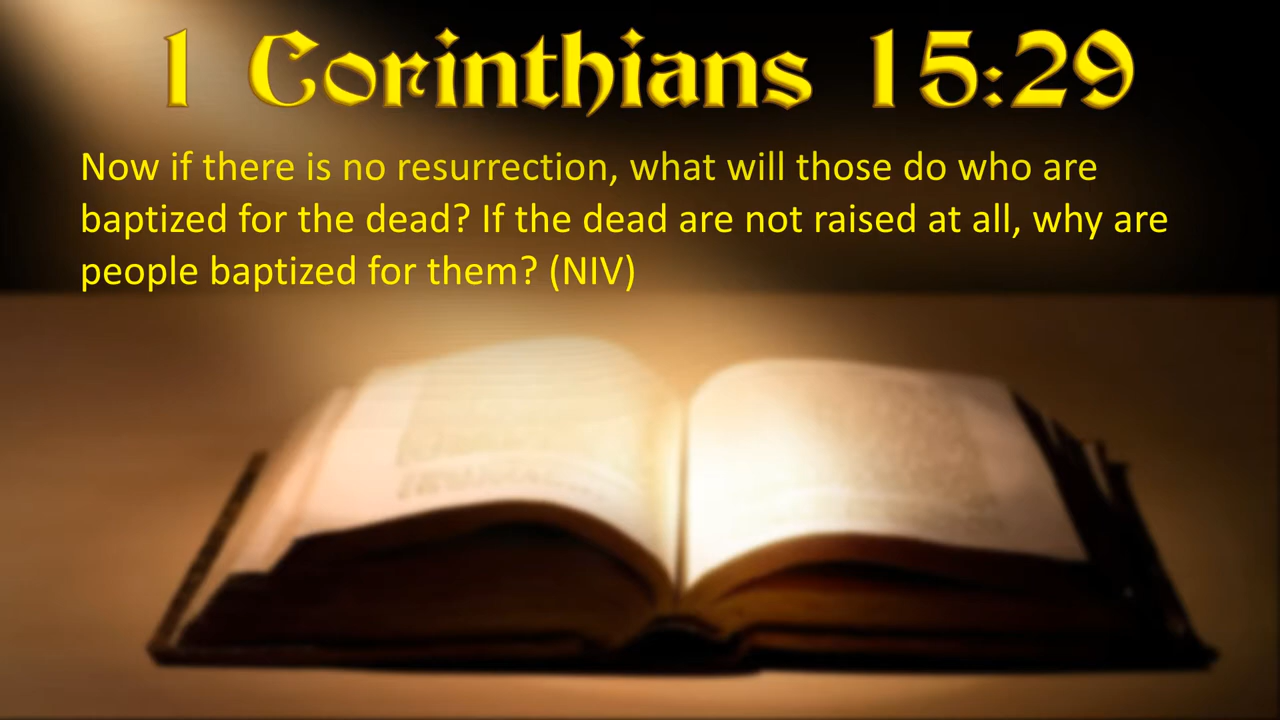 1 Corinthians 15:29
Now if there is no resurrection, what will those do who are
baptized for the dead? If the dead are not raised at all, why are
people baptized for them? (NIV)